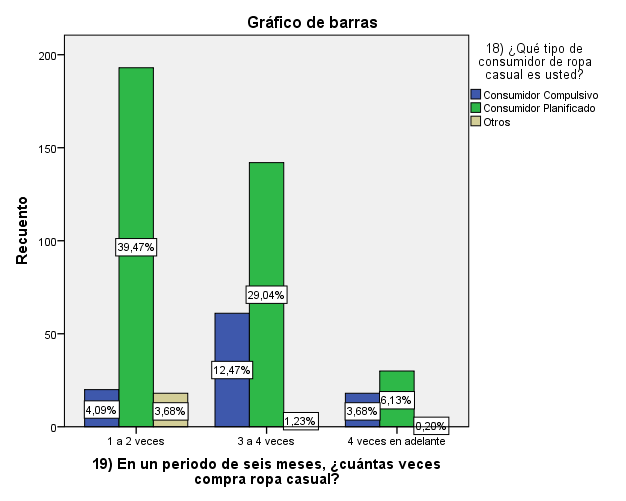 Gráfico de barras
18) ¿Qué tipo de
consumidor de ropa
casual es usted?
Consumidor Compulsivo
Consumidor Planificado
Otros
Recuento
200
150
100
50
0
39,47%
29,04%
12,47%
4,09%
3,68%
1,23%
3,68%
6,13%
0,20%
1 a 2 veces
3 a 4 veces
4 veces en adelante
19) En un periodo de seis meses, ¿cuántas veces
compra ropa casual?